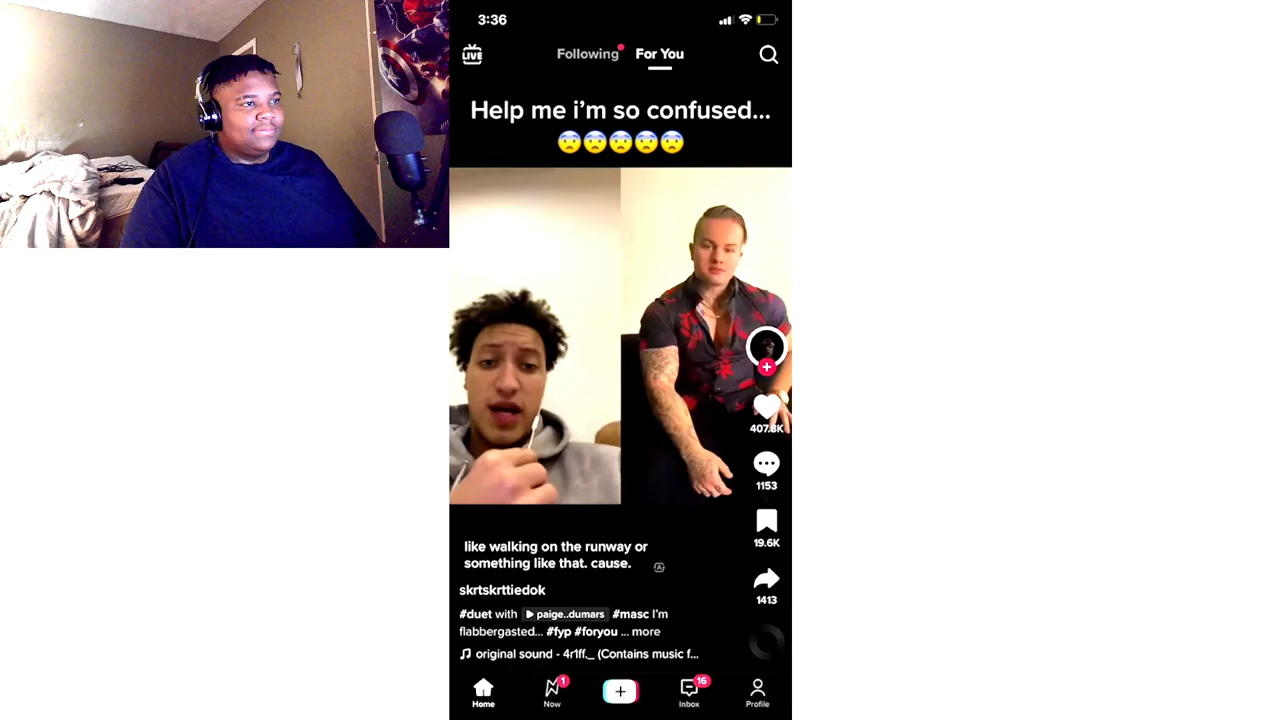 3:36
LIVE
Following
For You
Help me i'm so confused...
😨😨😨😨😨
407.8K
1153
19.6K
1413
like walking on the runway or
something like that. cause.
skrtskrttiedok
#duet with ▶ paige..dumars #masc I'm
flabbergasted... #fyp #foryou ... more
original sound - 4r1ff._ (Contains music f...
1
16
Home
Now
Inbox
Profile